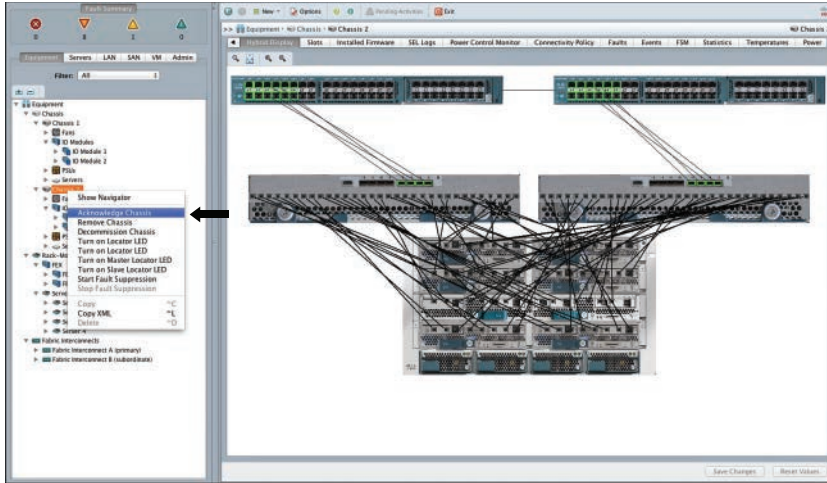 Fault Summary
0 8 1 0
Equipment Servers LAN SAN VM Admin
Filter: All
Equipment
Chassis
Chassis 1
Fans
IO Modules
IO Module 1
IO Module 2
PSUs
Servers
Show Navigator
Acknowledge Chassis
Remove Chassis
Decommission Chassis
Turn on Locator LED
Turn on Locator LED
Turn on Master Locator LED
Turn on Slave Locator LED
Start Fault Suppression
Stop Fault Suppression
Copy ^C
Copy XML ^L
Delete ^D
Server 4
Fabric Interconnects
Fabric Interconnect A (primary)
Fabric Interconnect B (subordinate)
New Options Pending Activities Exit
>> Equipment Chassis Chassis 2 Chassis
Hybrid Display Slots Installed Firmware SEL Logs Power Control Monitor Connectivity Policy Faults Events FSM Statistics Temperatures Power
Save Changes Reset Values